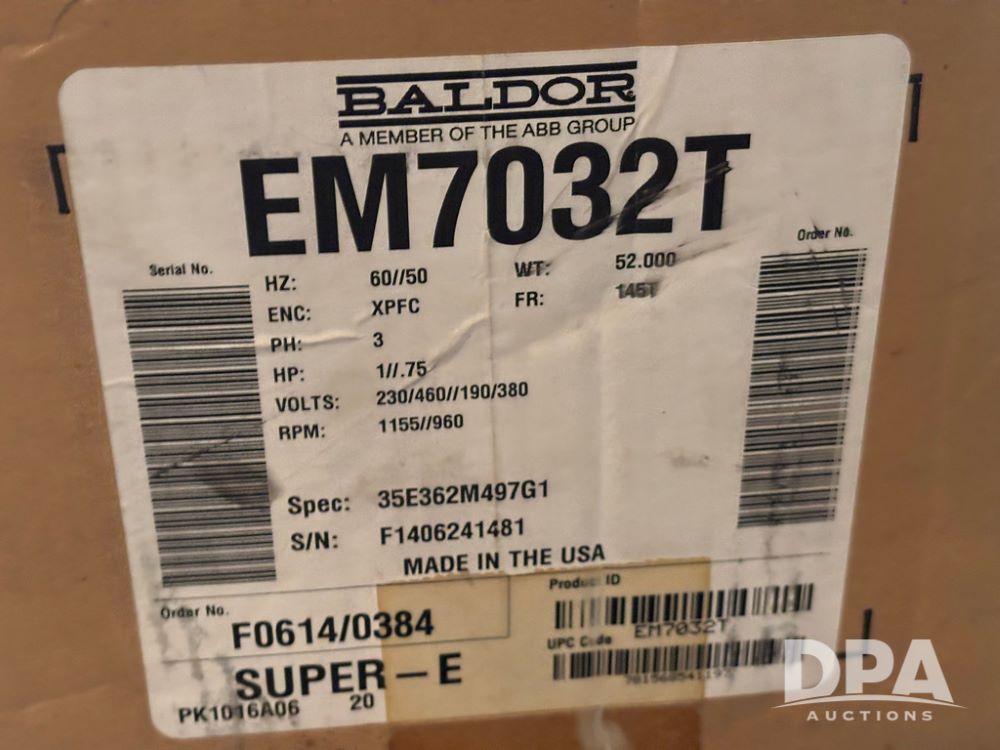 BALDOR
A MEMBER OF THE ABB GROUP
EM7032T
Serial No.
Order No.
HZ: 60//50
WT: 52.000
ENC: XPFC
FR: 145T
PH: 3
HP: 1//.75
VOLTS: 230/460//190/380
RPM: 1155//960
Spec: 35E362M497G1
S/N: F1406241481
MADE IN THE USA
Order No.
F0614/0384
Product ID
EM7032T
SUPER-E
UPC Code
PK1016A06 20
DPA
AUCTIONS